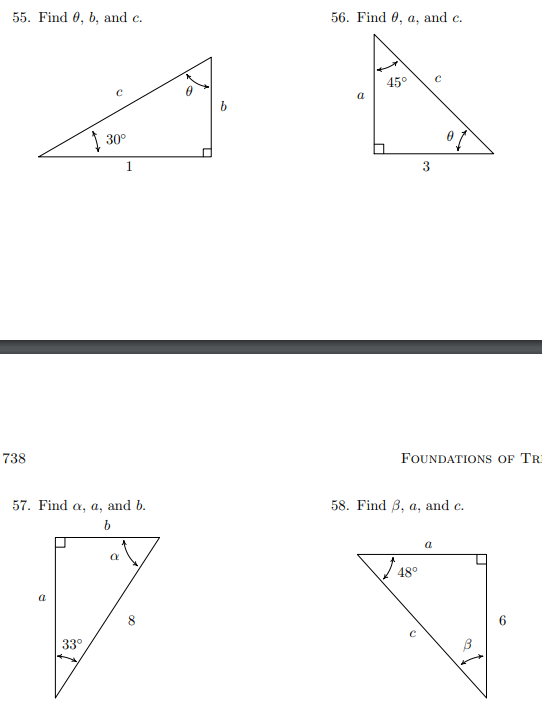 55. Find θ, b, and c.
c
θ
b
30°
1
56. Find θ, a, and c.
45°
c
a
θ
3
738
FOUNDATIONS OF TR
57. Find α, a, and b.
b
α
a
8
33°
58. Find β, a, and c.
a
48°
6
c
β